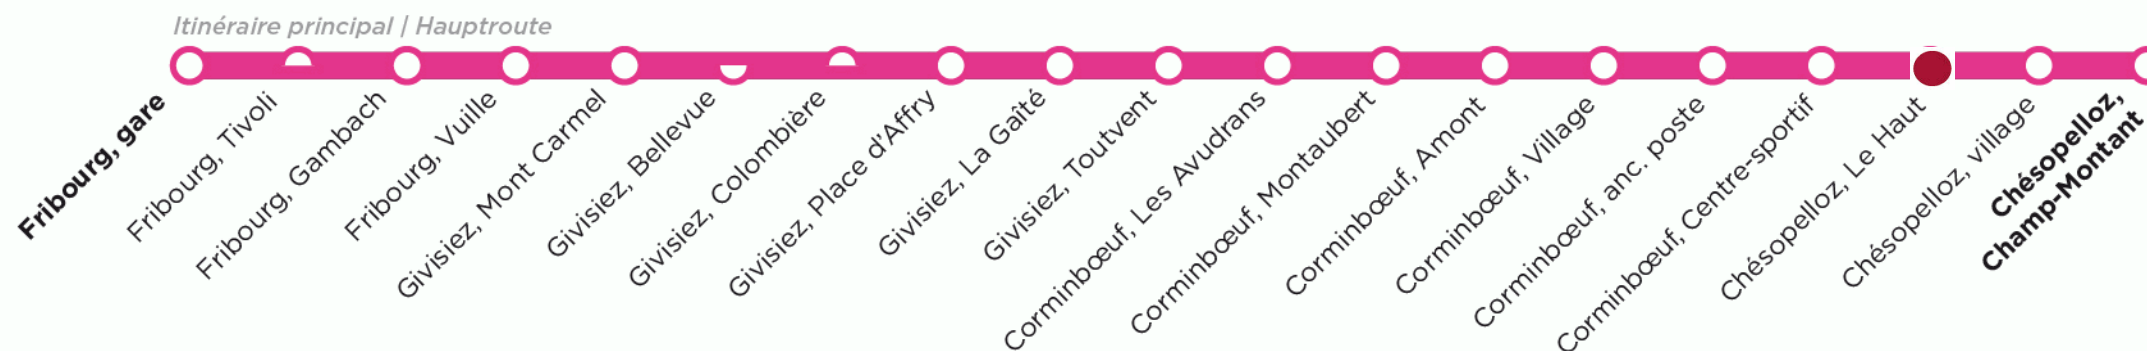 Itinéraire principal | Hauptroute
Fribourg, gare
Fribourg, Tivoli
Fribourg, Gambach
Fribourg, Vuille
Givisiez, Mont Carmel
Givisiez, Bellevue
Givisiez, Colombière
Givisiez, Place d'Affry
Givisiez, La Gaîté
Givisiez, Toutvent
Corminbœuf, Les Avudrans
Corminbœuf, Montaubert
Corminbœuf, Amont
Corminbœuf, Village
Corminbœuf, anc. poste
Corminbœuf, Centre-sportif
Chésopelloz, Le Haut
Chésopelloz, village
Chésopelloz,
Champ-Montant